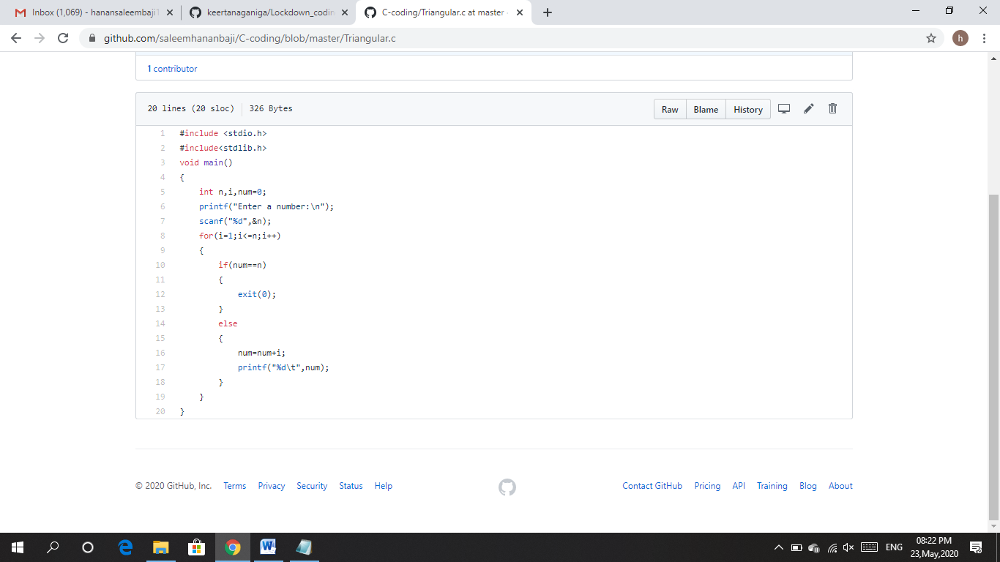 Inbox (1,069) - hanansaleembaji1
keertanaganiga/Lockdown_codin
C-coding/Triangular.c at master
github.com/saleemhananbaji/C-coding/blob/master/Triangular.c
h
1 contributor
20 lines (20 sloc) 326 Bytes
Raw Blame History
1 #include <stdio.h>
2 #include<stdlib.h>
3 void main()
4 {
5 int n,i,num=0;
6 printf("Enter a number:\n");
7 scanf("%d",&n);
8 for(i=1;i<=n;i++)
9 {
10 if(num==n)
11 {
12 exit(0);
13 }
14 else
15 {
16 num=num+i;
17 printf("%d\t",num);
18 }
19 }
20 }
© 2020 GitHub, Inc. Terms Privacy Security Status Help Contact GitHub Pricing API Training Blog About
ENG
08:22 PM
23,May,2020